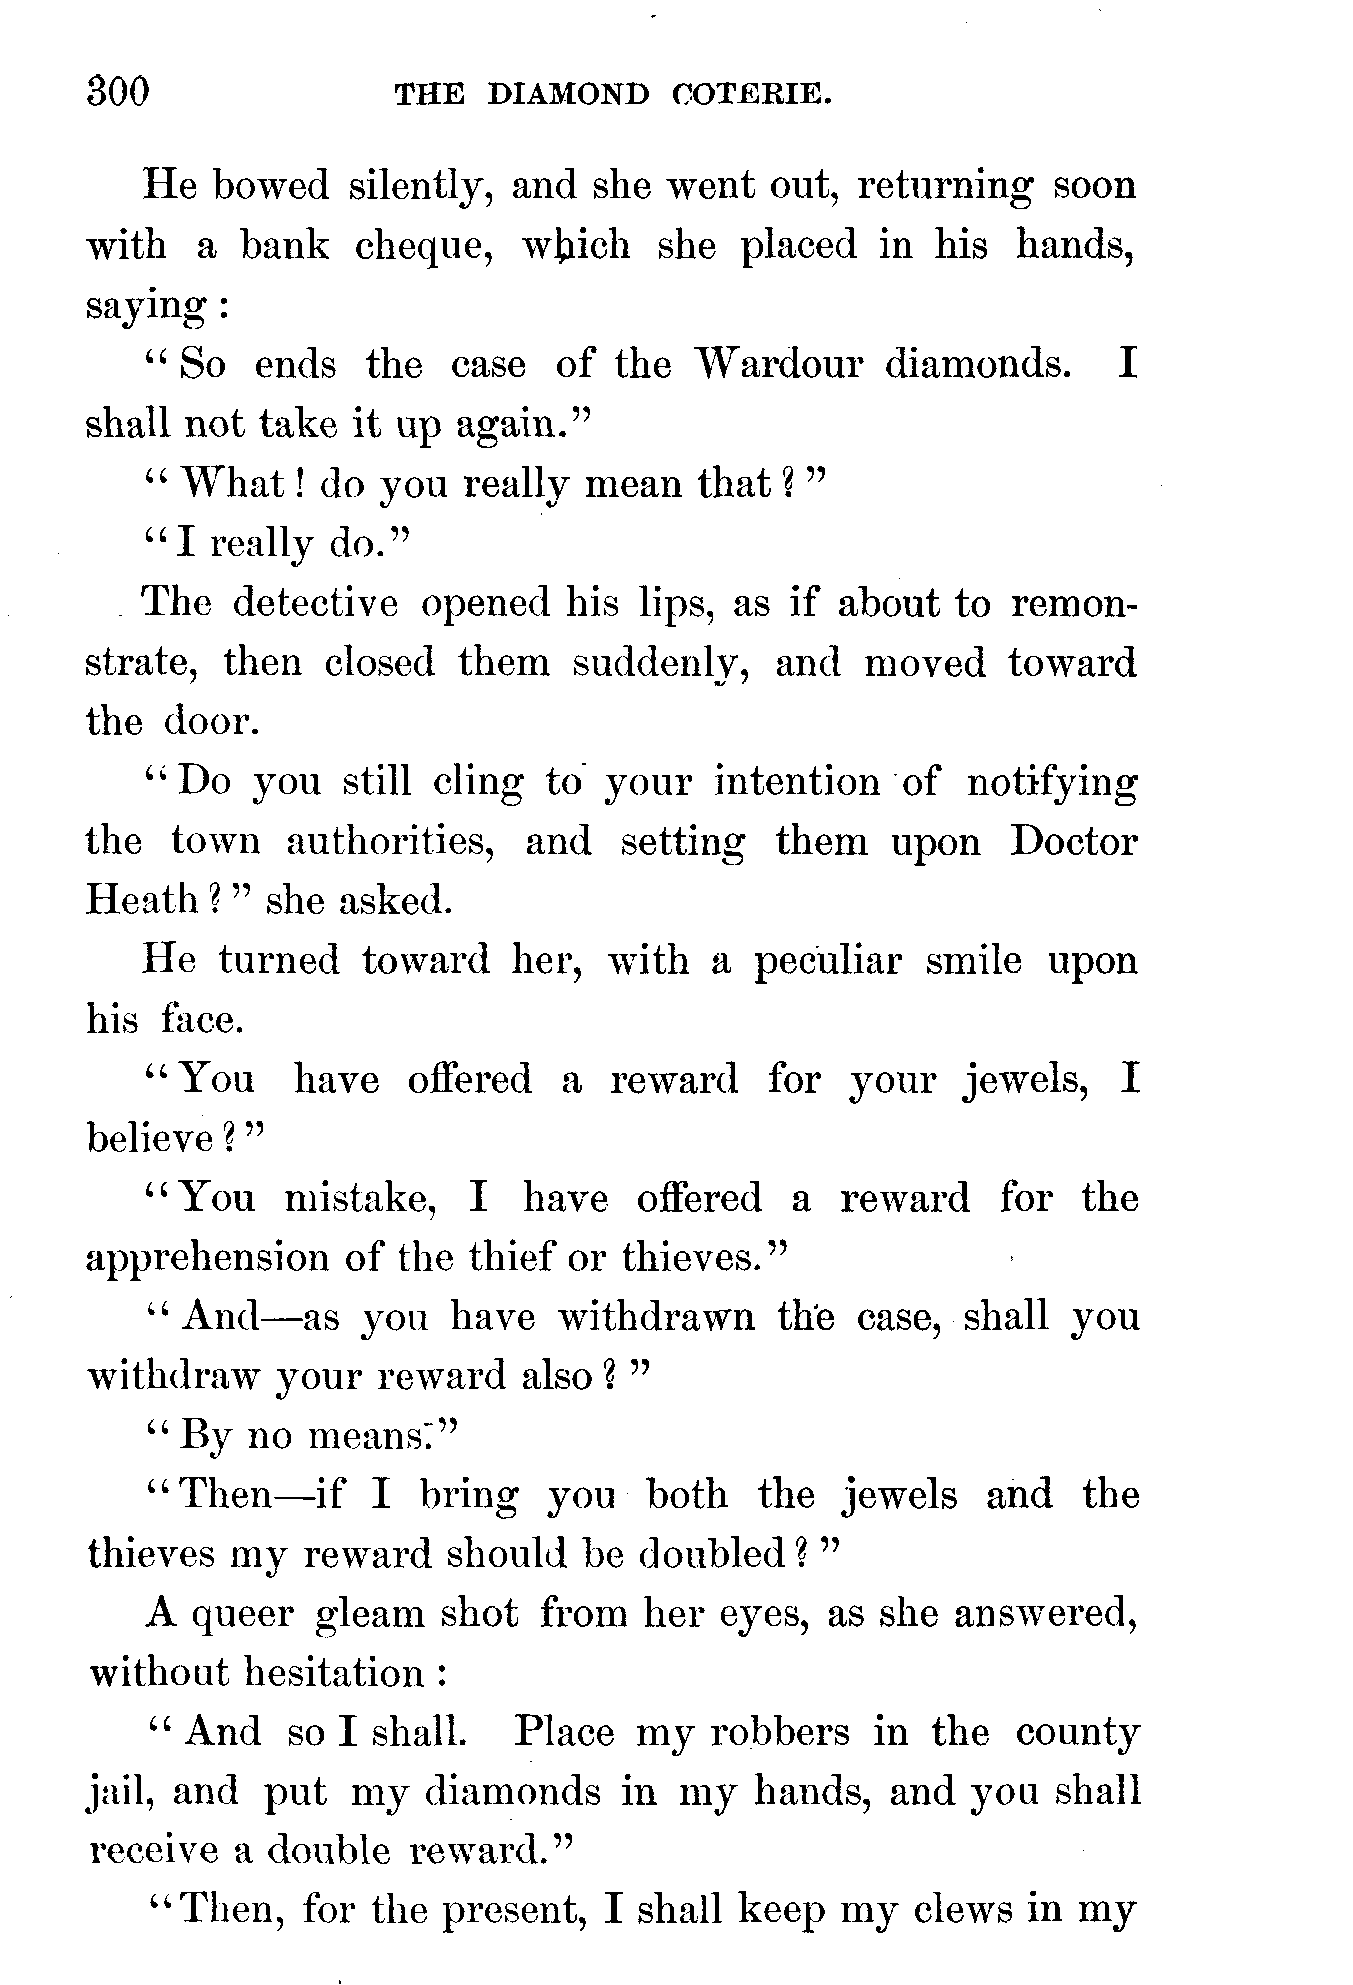 300 THE DIAMOND COTERIE.
He bowed silently, and she went out, returning soon
with a bank cheque, which she placed in his hands,
saying :
“ So ends the case of the Wardour diamonds. I
shall not take it up again.”
“ What ! do you really mean that ? ”
“ I really do.”
The detective opened his lips, as if about to remon-
strate, then closed them suddenly, and moved toward
the door.
“ Do you still cling to your intention of notifying
the town authorities, and setting them upon Doctor
Heath ? ” she asked.
He turned toward her, with a peculiar smile upon
his face.
“ You have offered a reward for your jewels, I
believe ? ”
“ You mistake, I have offered a reward for the
apprehension of the thief or thieves.”
“ And—as you have withdrawn the case, shall you
withdraw your reward also ? ”
“ By no means.”
“ Then—if I bring you both the jewels and the
thieves my reward should be doubled ? ”
A queer gleam shot from her eyes, as she answered,
without hesitation :
“ And so I shall. Place my robbers in the county
jail, and put my diamonds in my hands, and you shall
receive a double reward.”
“ Then, for the present, I shall keep my clews in my